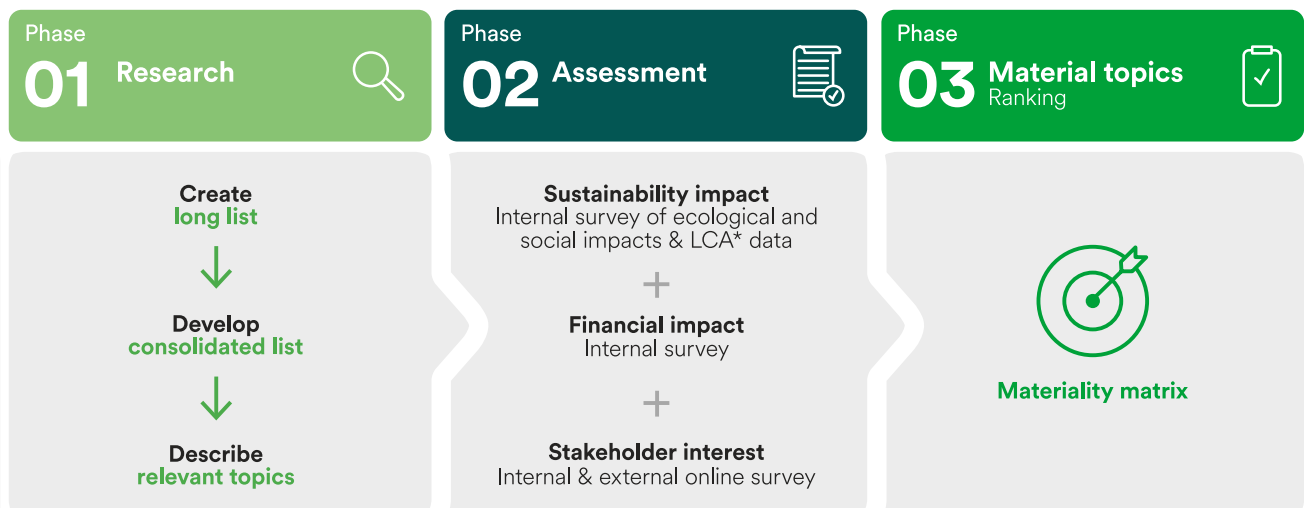 Phase
01 Research
Create
long list
Develop
consolidated list
Describe
relevant topics
Phase
02 Assessment
Sustainability impact
Internal survey of ecological and
social impacts & LCA* data
+
Financial impact
Internal survey
+
Stakeholder interest
Internal & external online survey
Phase
03 Material topics
Ranking
Materiality matrix